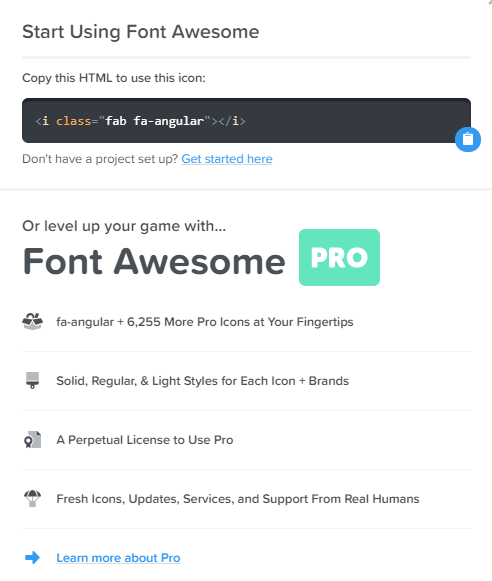 Start Using Font Awesome
Copy this HTML to use this icon:
<i class="fab fa-angular"></i>
Don't have a project set up? Get started here
Or level up your game with...
Font Awesome PRO
fa-angular + 6,255 More Pro Icons at Your Fingertips
Solid, Regular, & Light Styles for Each Icon + Brands
A Perpetual License to Use Pro
Fresh Icons, Updates, Services, and Support From Real Humans
Learn more about Pro